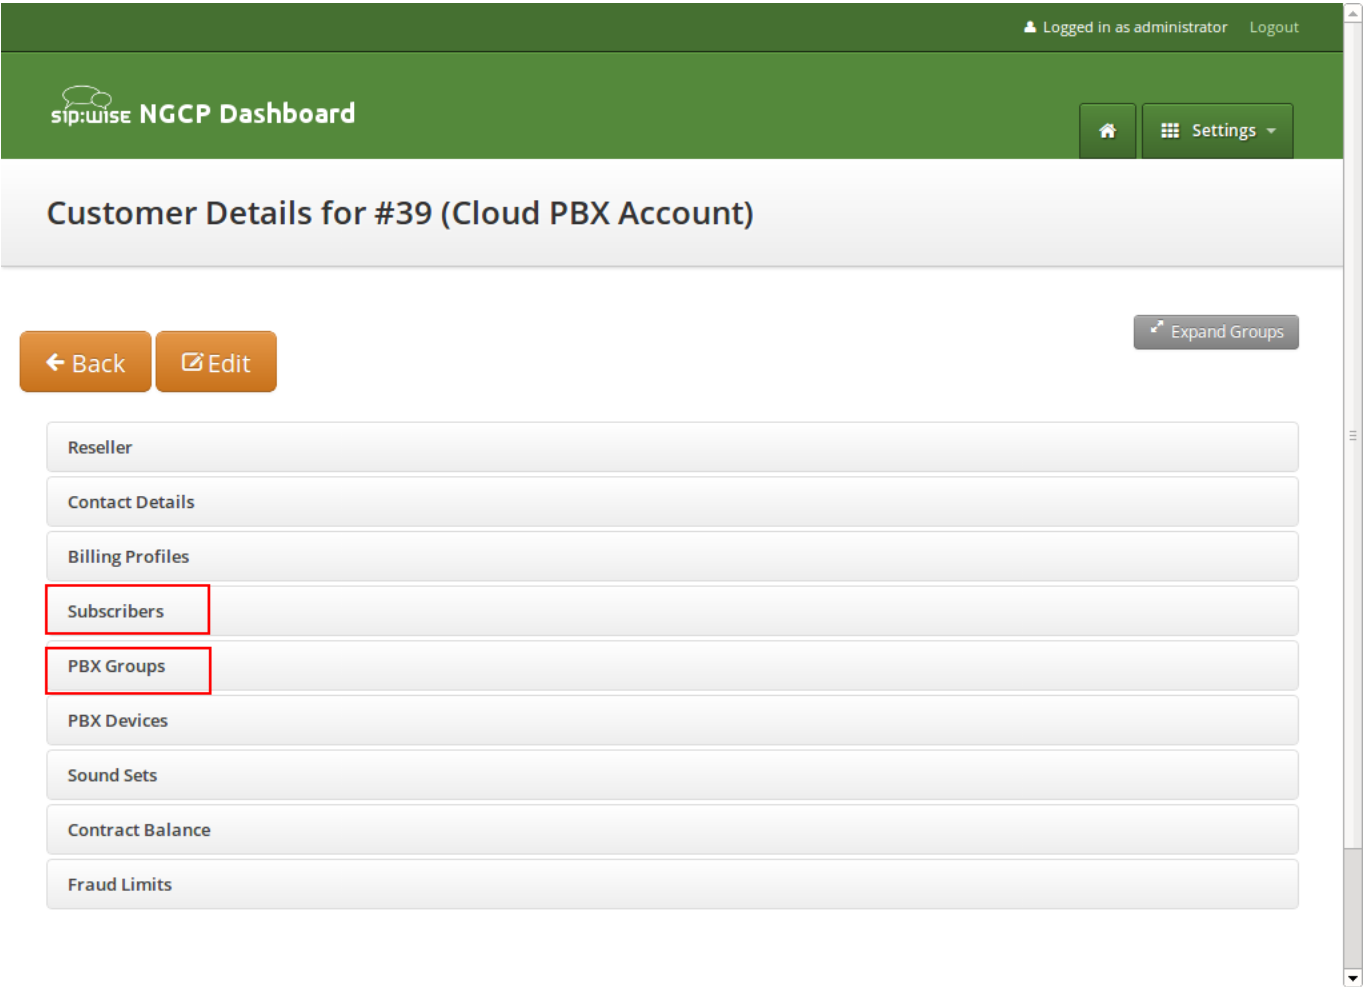 Logged in as administrator Logout
sip:wise NGCP Dashboard
Settings
Customer Details for #39 (Cloud PBX Account)
Expand Groups
Back Edit
Reseller
Contact Details
Billing Profiles
Subscribers
PBX Groups
PBX Devices
Sound Sets
Contract Balance
Fraud Limits